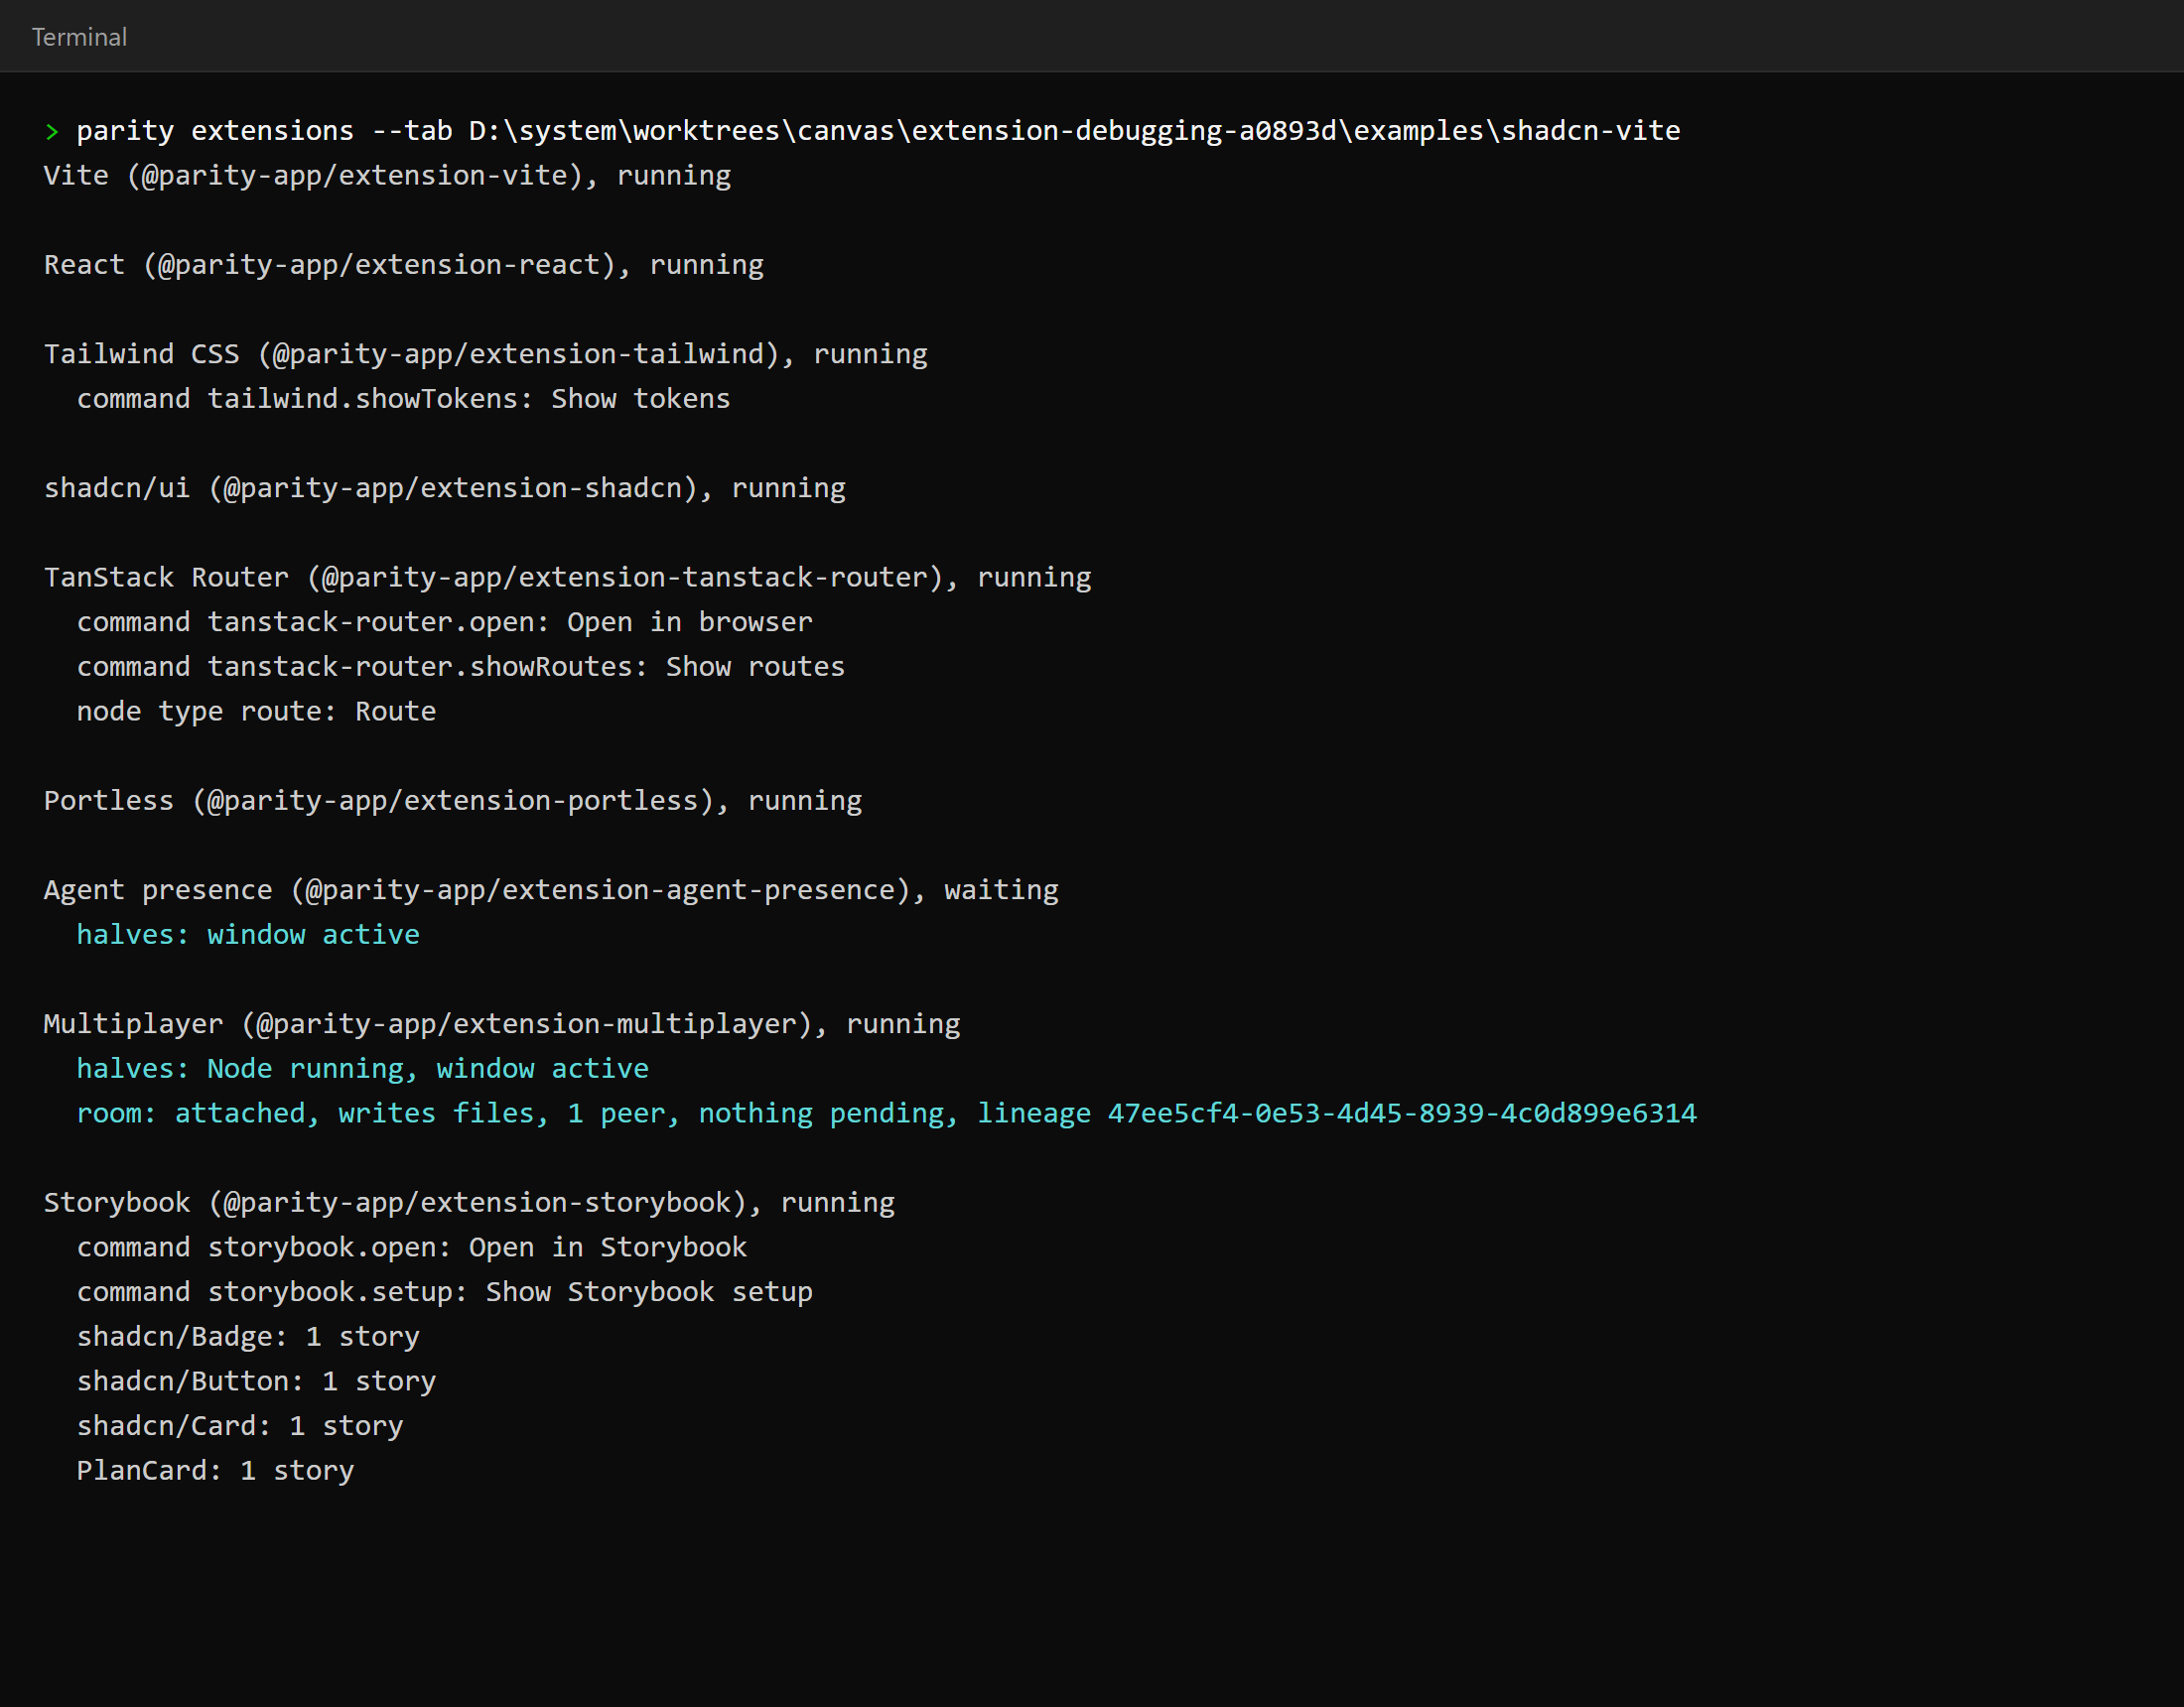 Terminal
> parity extensions --tab D:\system\worktrees\canvas\extension-debugging-a0893d\examples\shadcn-vite
Vite (@parity-app/extension-vite), running
React (@parity-app/extension-react), running
Tailwind CSS (@parity-app/extension-tailwind), running
command tailwind.showTokens: Show tokens
shadcn/ui (@parity-app/extension-shadcn), running
TanStack Router (@parity-app/extension-tanstack-router), running
command tanstack-router.open: Open in browser
command tanstack-router.showRoutes: Show routes
node type route: Route
Portless (@parity-app/extension-portless), running
Agent presence (@parity-app/extension-agent-presence), waiting
halves: window active
Multiplayer (@parity-app/extension-multiplayer), running
halves: Node running, window active
room: attached, writes files, 1 peer, nothing pending, lineage 47ee5cf4-0e53-4d45-8939-4c0d899e6314
Storybook (@parity-app/extension-storybook), running
command storybook.open: Open in Storybook
command storybook.setup: Show Storybook setup
shadcn/Badge: 1 story
shadcn/Button: 1 story
shadcn/Card: 1 story
PlanCard: 1 story